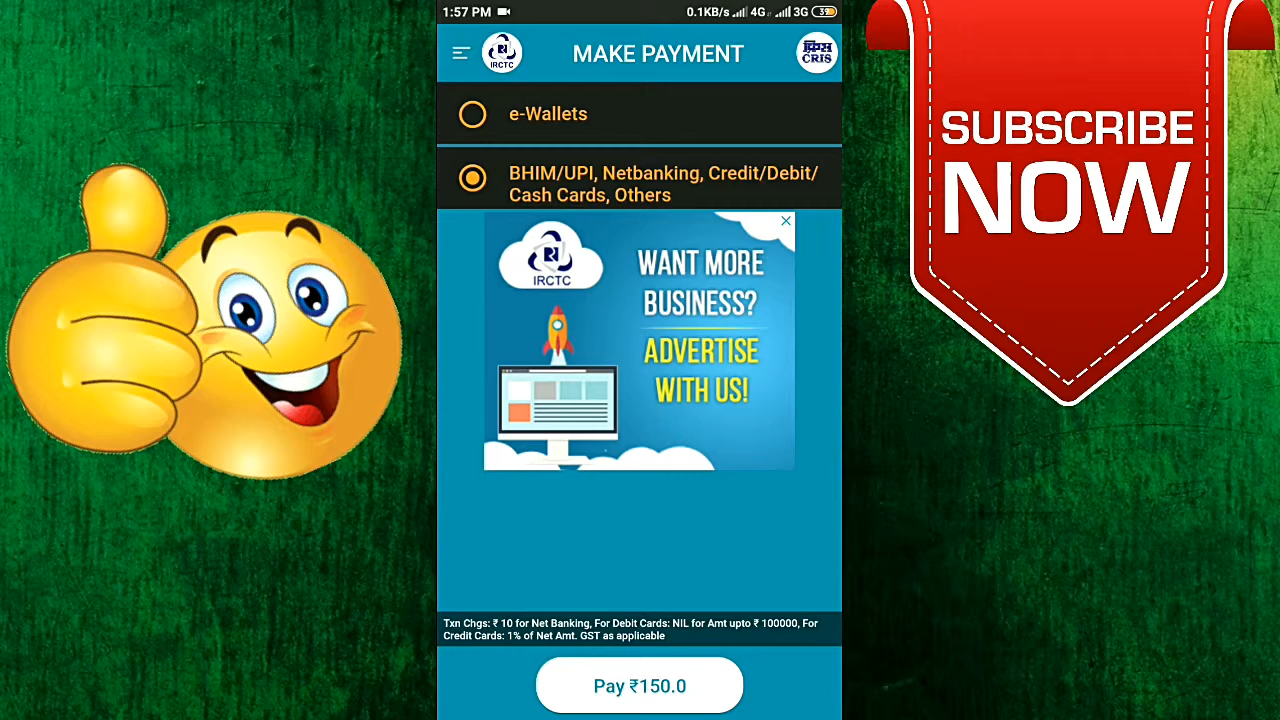 1:57 PM
0.1KB/s 4G 3G 39
IRCTC
MAKE PAYMENT
क्रिस
CRIS
e-Wallets
BHIM/UPI, Netbanking, Credit/Debit/
Cash Cards, Others
IRCTC
WANT MORE
BUSINESS?
ADVERTISE
WITH US!
Txn Chgs: ₹ 10 for Net Banking, For Debit Cards: NIL for Amt upto ₹ 100000, For
Credit Cards: 1% of Net Amt. GST as applicable
Pay ₹150.0
SUBSCRIBE
NOW